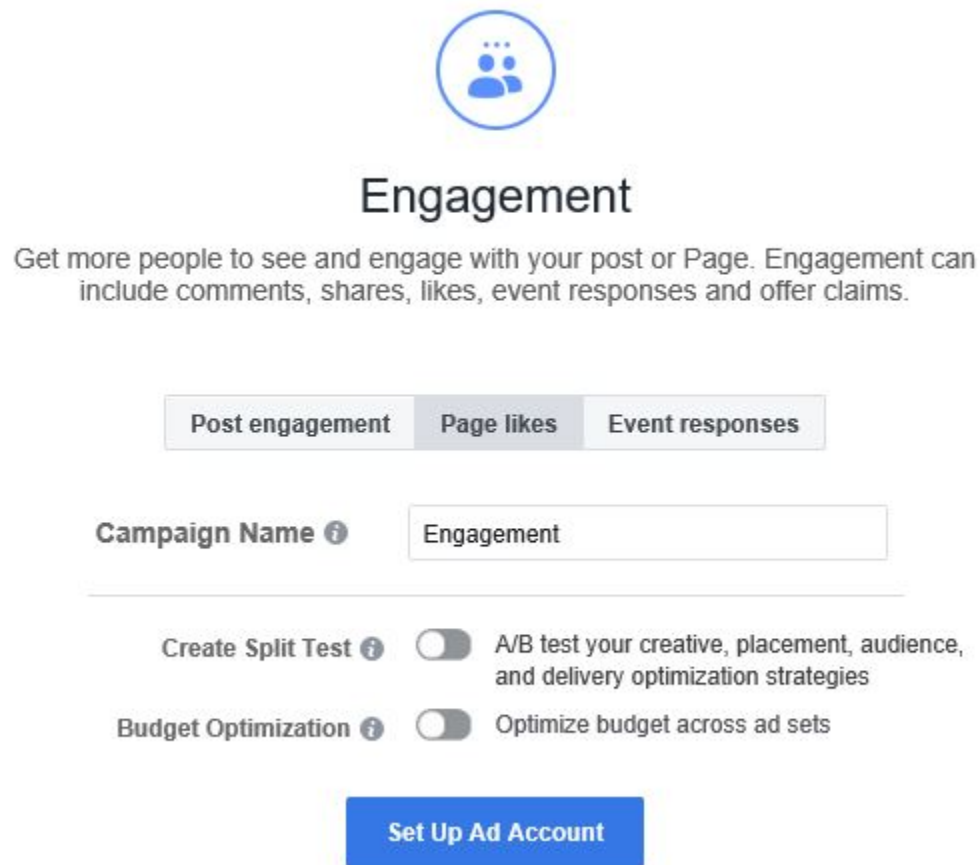 Engagement
Get more people to see and engage with your post or Page. Engagement can
include comments, shares, likes, event responses and offer claims.
Post engagement Page likes Event responses
Campaign Name Engagement
Create Split Test A/B test your creative, placement, audience,
and delivery optimization strategies
Budget Optimization Optimize budget across ad sets
Set Up Ad Account